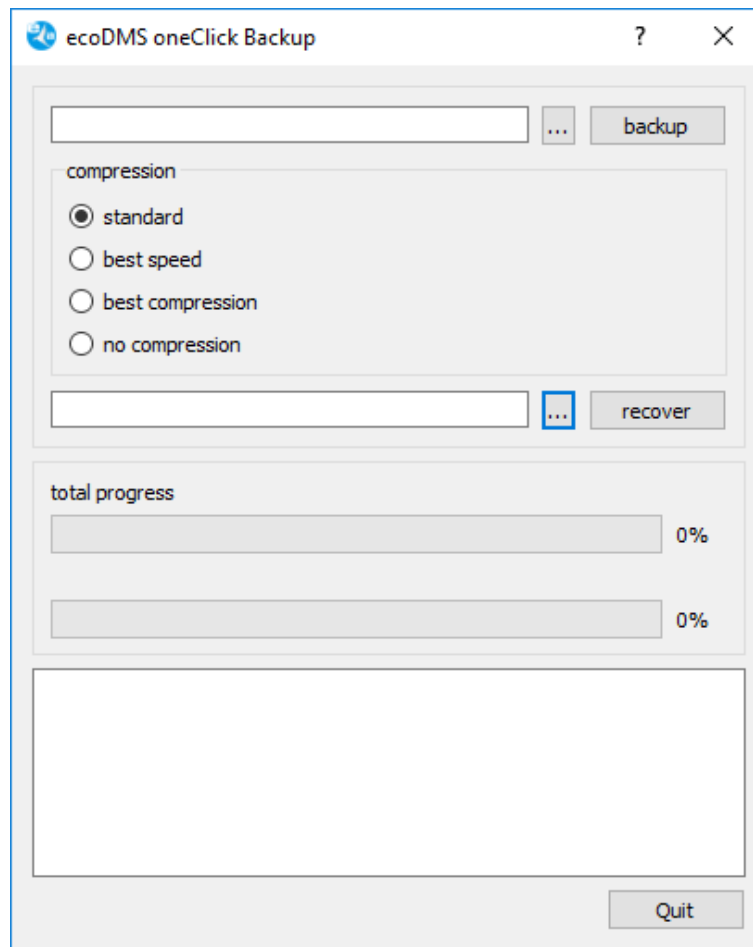 ecoDMS oneClick Backup ?
... backup
compression
standard
best speed
best compression
no compression
... recover
total progress
0%
0%
Quit